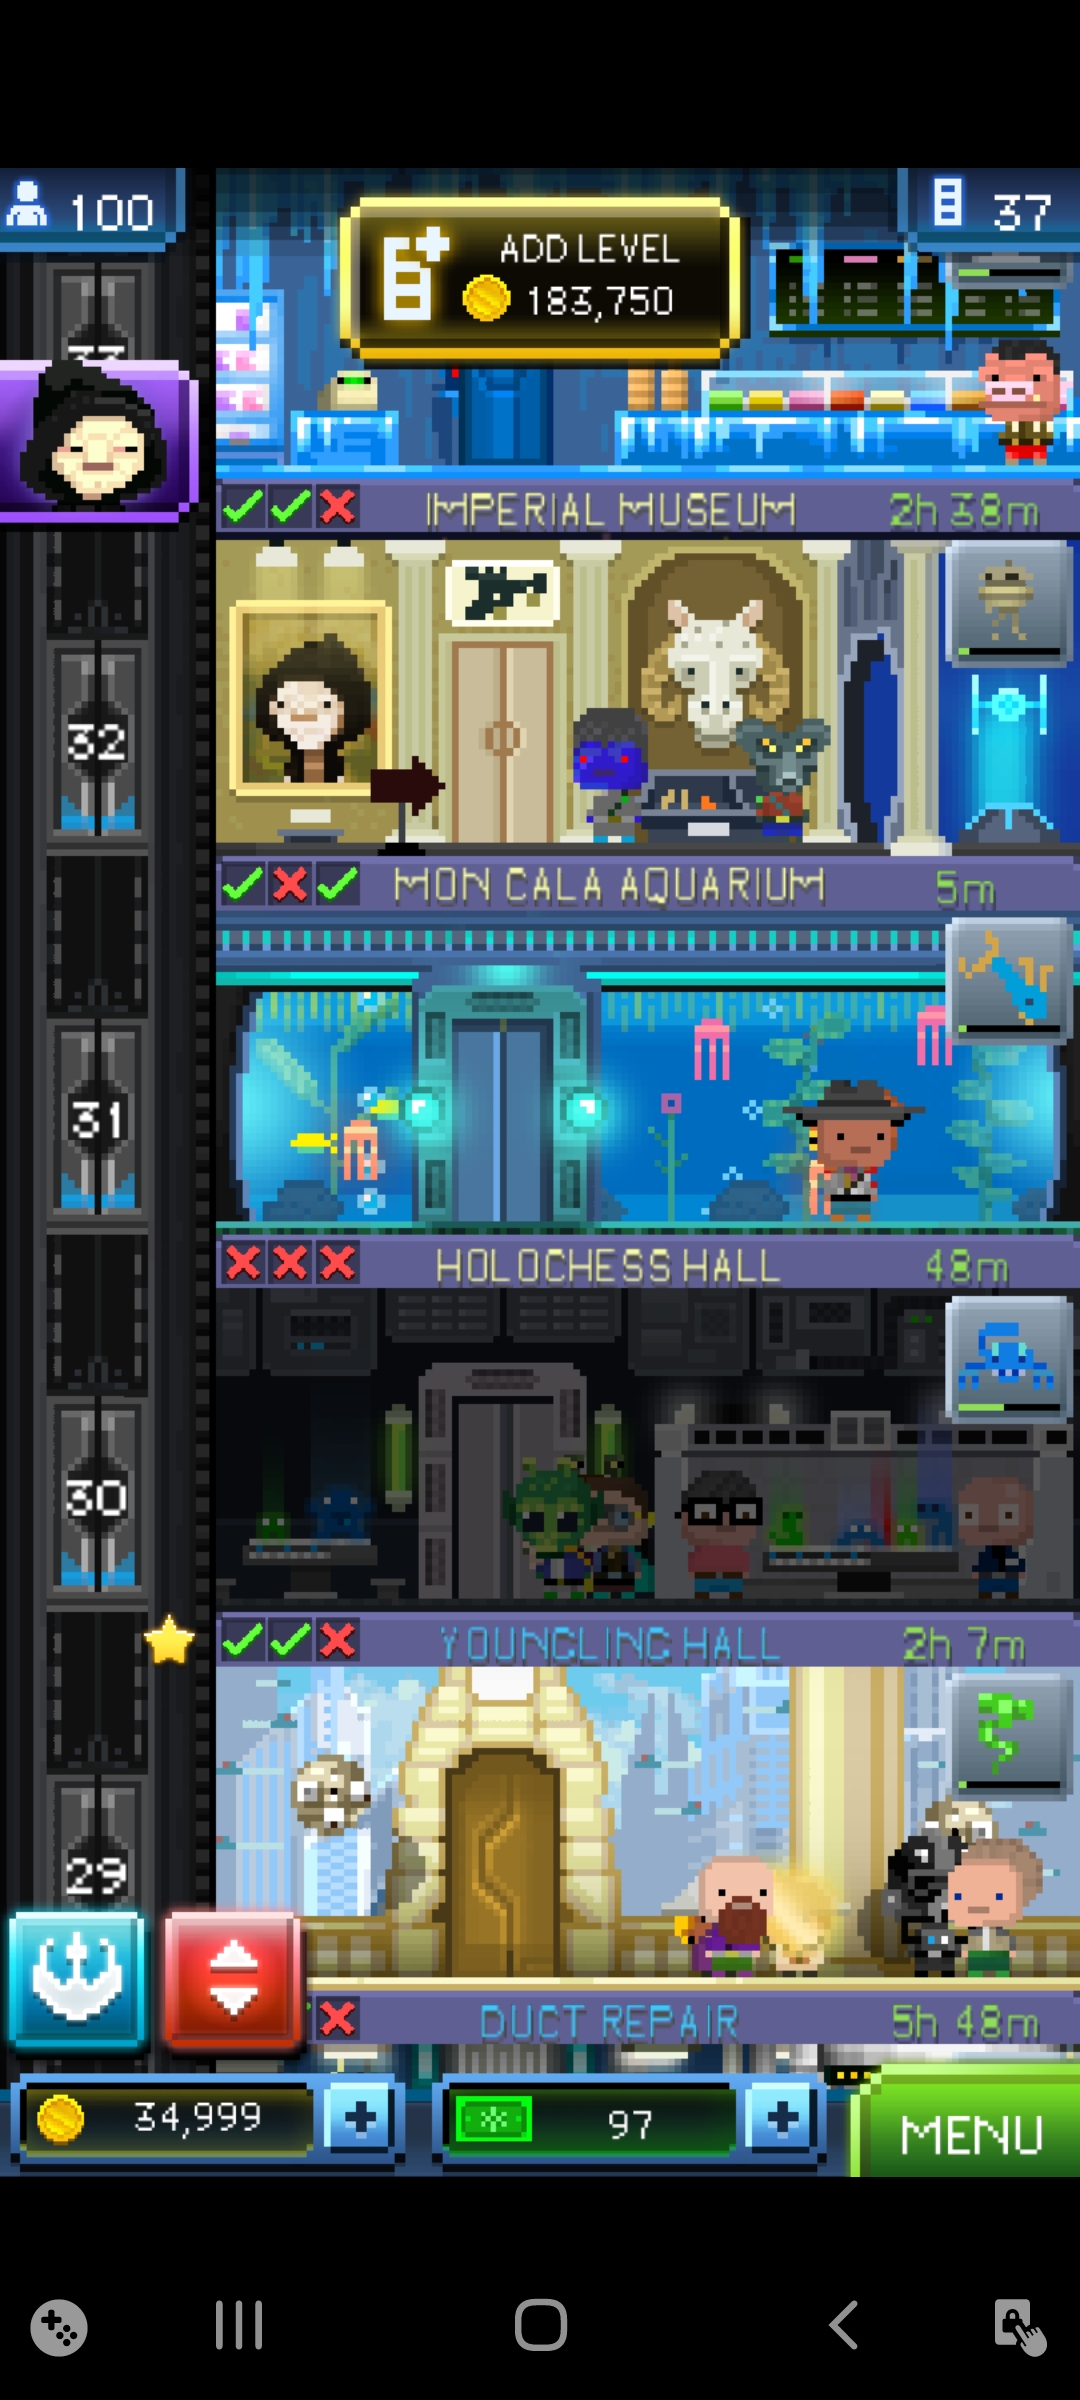 100
ADD LEVEL
183,750
37
33
IMPERIAL MUSEUM 2h 38m
32
MON CALA AQUARIUM 5m
31
HOLOCHESS HALL 48m
30
YOUNGLING HALL 2h 7m
29
DUCT REPAIR 5h 48m
34,999
97
MENU